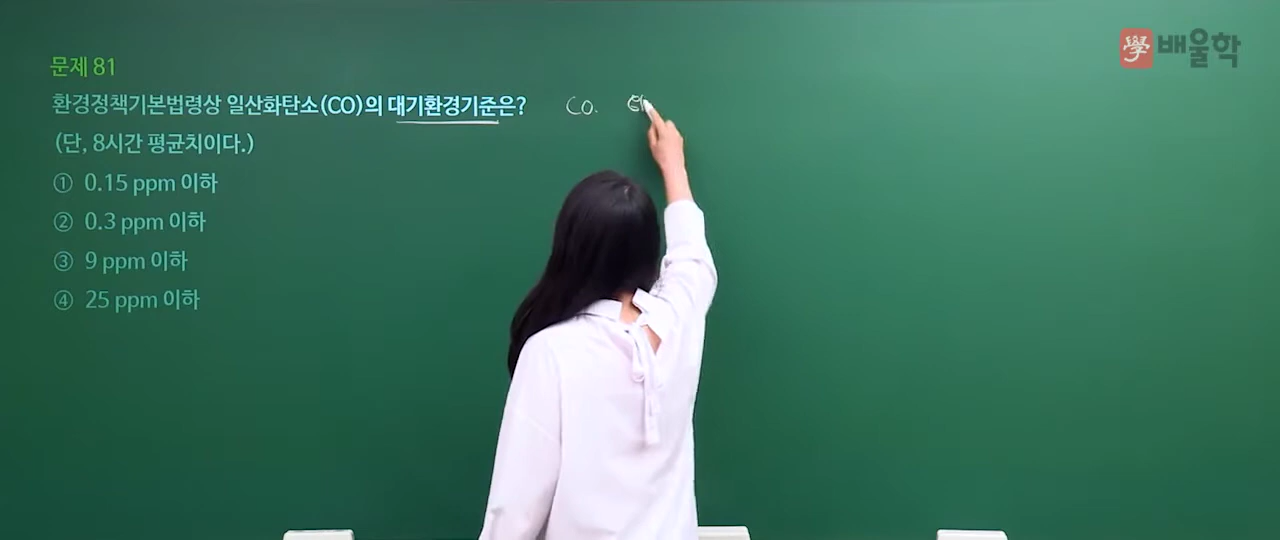 學 배울학
문제 81
환경정책기본법령상 일산화탄소(CO)의 대기환경기준은? CO.
(단, 8시간 평균치이다.)
① 0.15 ppm 이하
② 0.3 ppm 이하
③ 9 ppm 이하
④ 25 ppm 이하